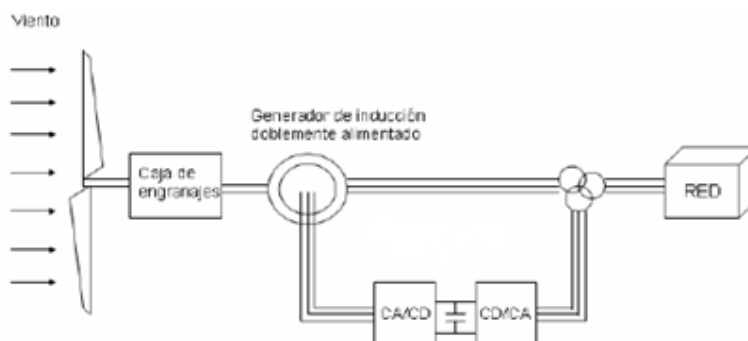 Viento
Generador de inducción
doblemente alimentado
Caja de
engranajes
RED
CA/CD
CD/CA